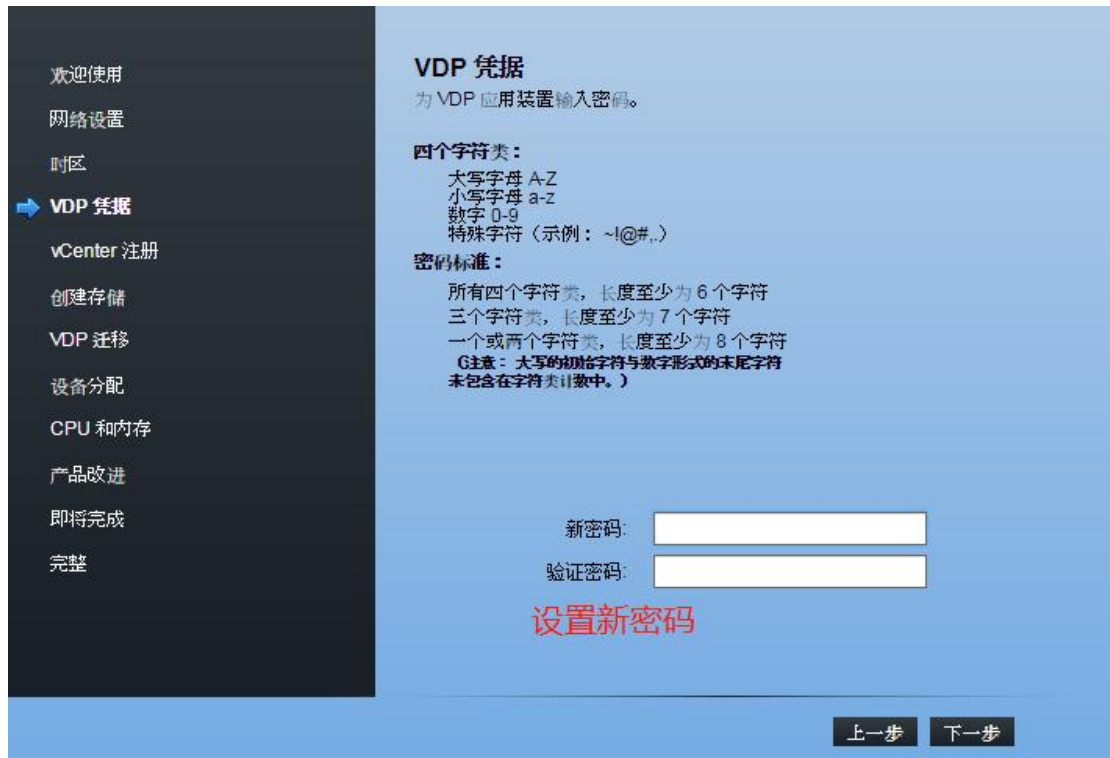 欢迎使用
网络设置
时区
VDP 凭据
vCenter 注册
创建存储
VDP 迁移
设备分配
CPU 和内存
产品改进
即将完成
完整
VDP 凭据
为 VDP 应用装置输入密码。
四个字符类：
大写字母 A-Z
小写字母 a-z
数字 0-9
特殊字符（示例： ~!@#,.）
密码标准：
所有四个字符类，长度至少为 6 个字符
三个字符类，长度至少为 7 个字符
一个或两个字符类，长度至少为 8 个字符
（注意： 大写的初始字符与数字形式的末尾字符
未包含在字符类计数中。）
新密码:
验证密码:
设置新密码
上一步 下一步